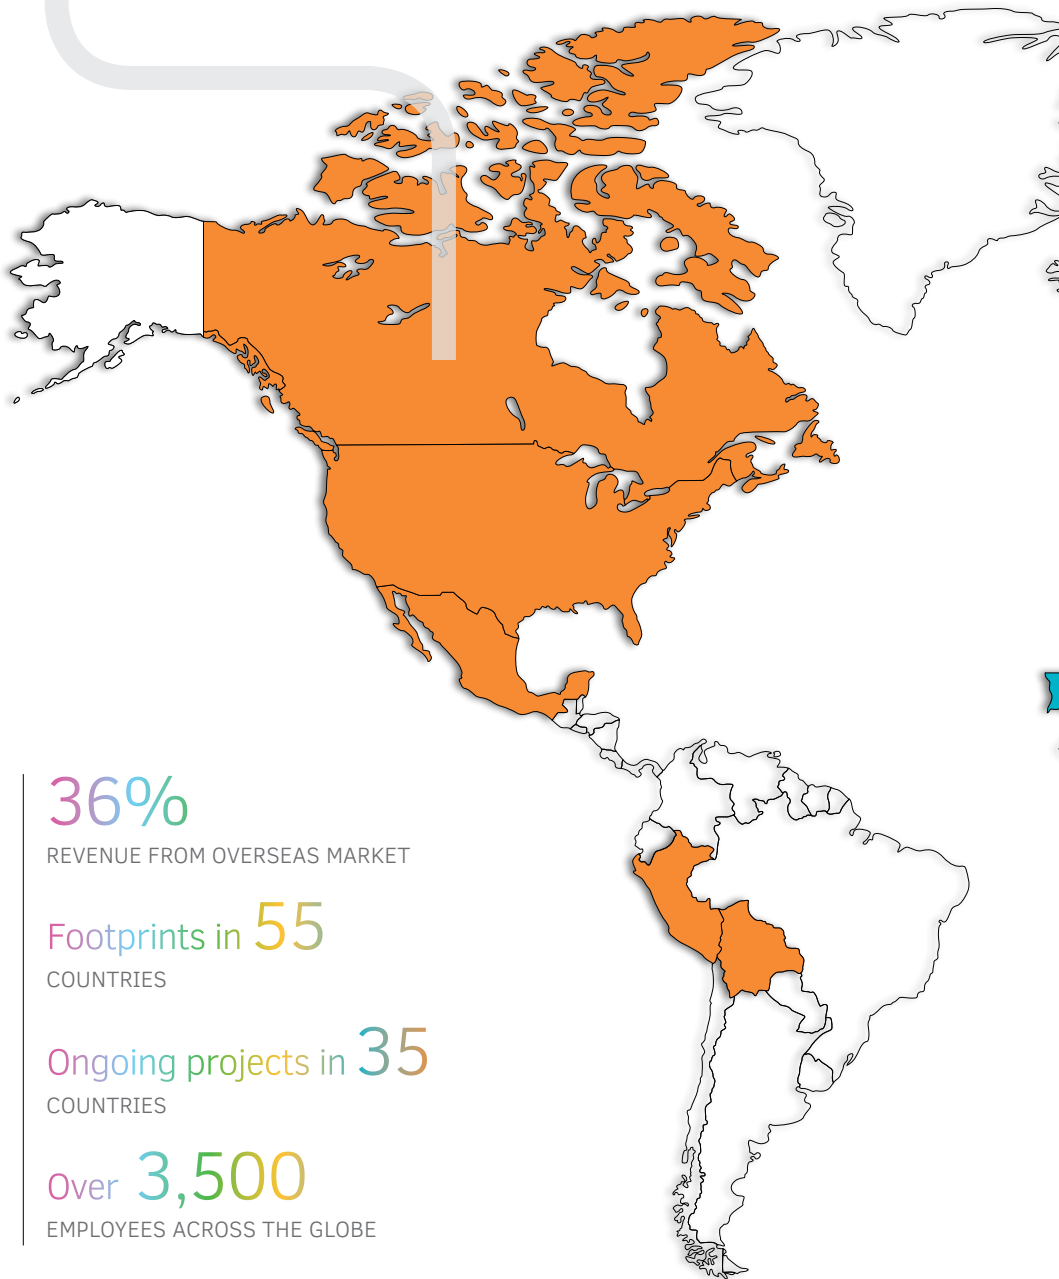 36%
REVENUE FROM OVERSEAS MARKET
Footprints in 55
COUNTRIES
Ongoing projects in 35
COUNTRIES
Over 3,500
EMPLOYEES ACROSS THE GLOBE